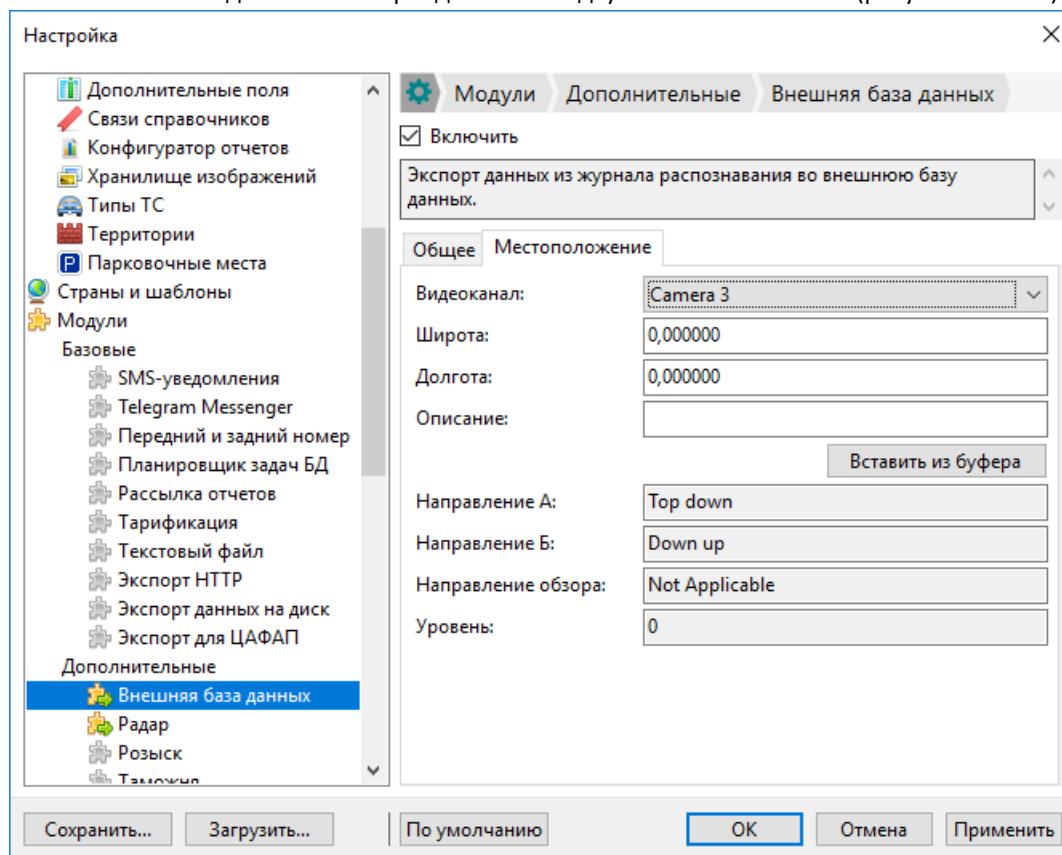 Настройка
Дополнительные поля
Связи справочников
Конфигуратор отчетов
Хранилище изображений
Типы ТС
Территории
Парковочные места
Страны и шаблоны
Модули
Базовые
SMS-уведомления
Telegram Messenger
Передний и задний номер
Планировщик задач БД
Рассылка отчетов
Тарификация
Текстовый файл
Экспорт HTTP
Экспорт данных на диск
Экспорт для ЦАФАП
Дополнительные
Внешняя база данных
Радар
Розыск
Таможня
Модули Дополнительные Внешняя база данных
Включить
Экспорт данных из журнала распознавания во внешнюю базу
данных.
Общее Местоположение
Видеоканал: Camera 3
Широта: 0,000000
Долгота: 0,000000
Описание:
Вставить из буфера
Направление А: Top down
Направление Б: Down up
Направление обзора: Not Applicable
Уровень: 0
Сохранить... Загрузить... По умолчанию ОК Отмена Применить